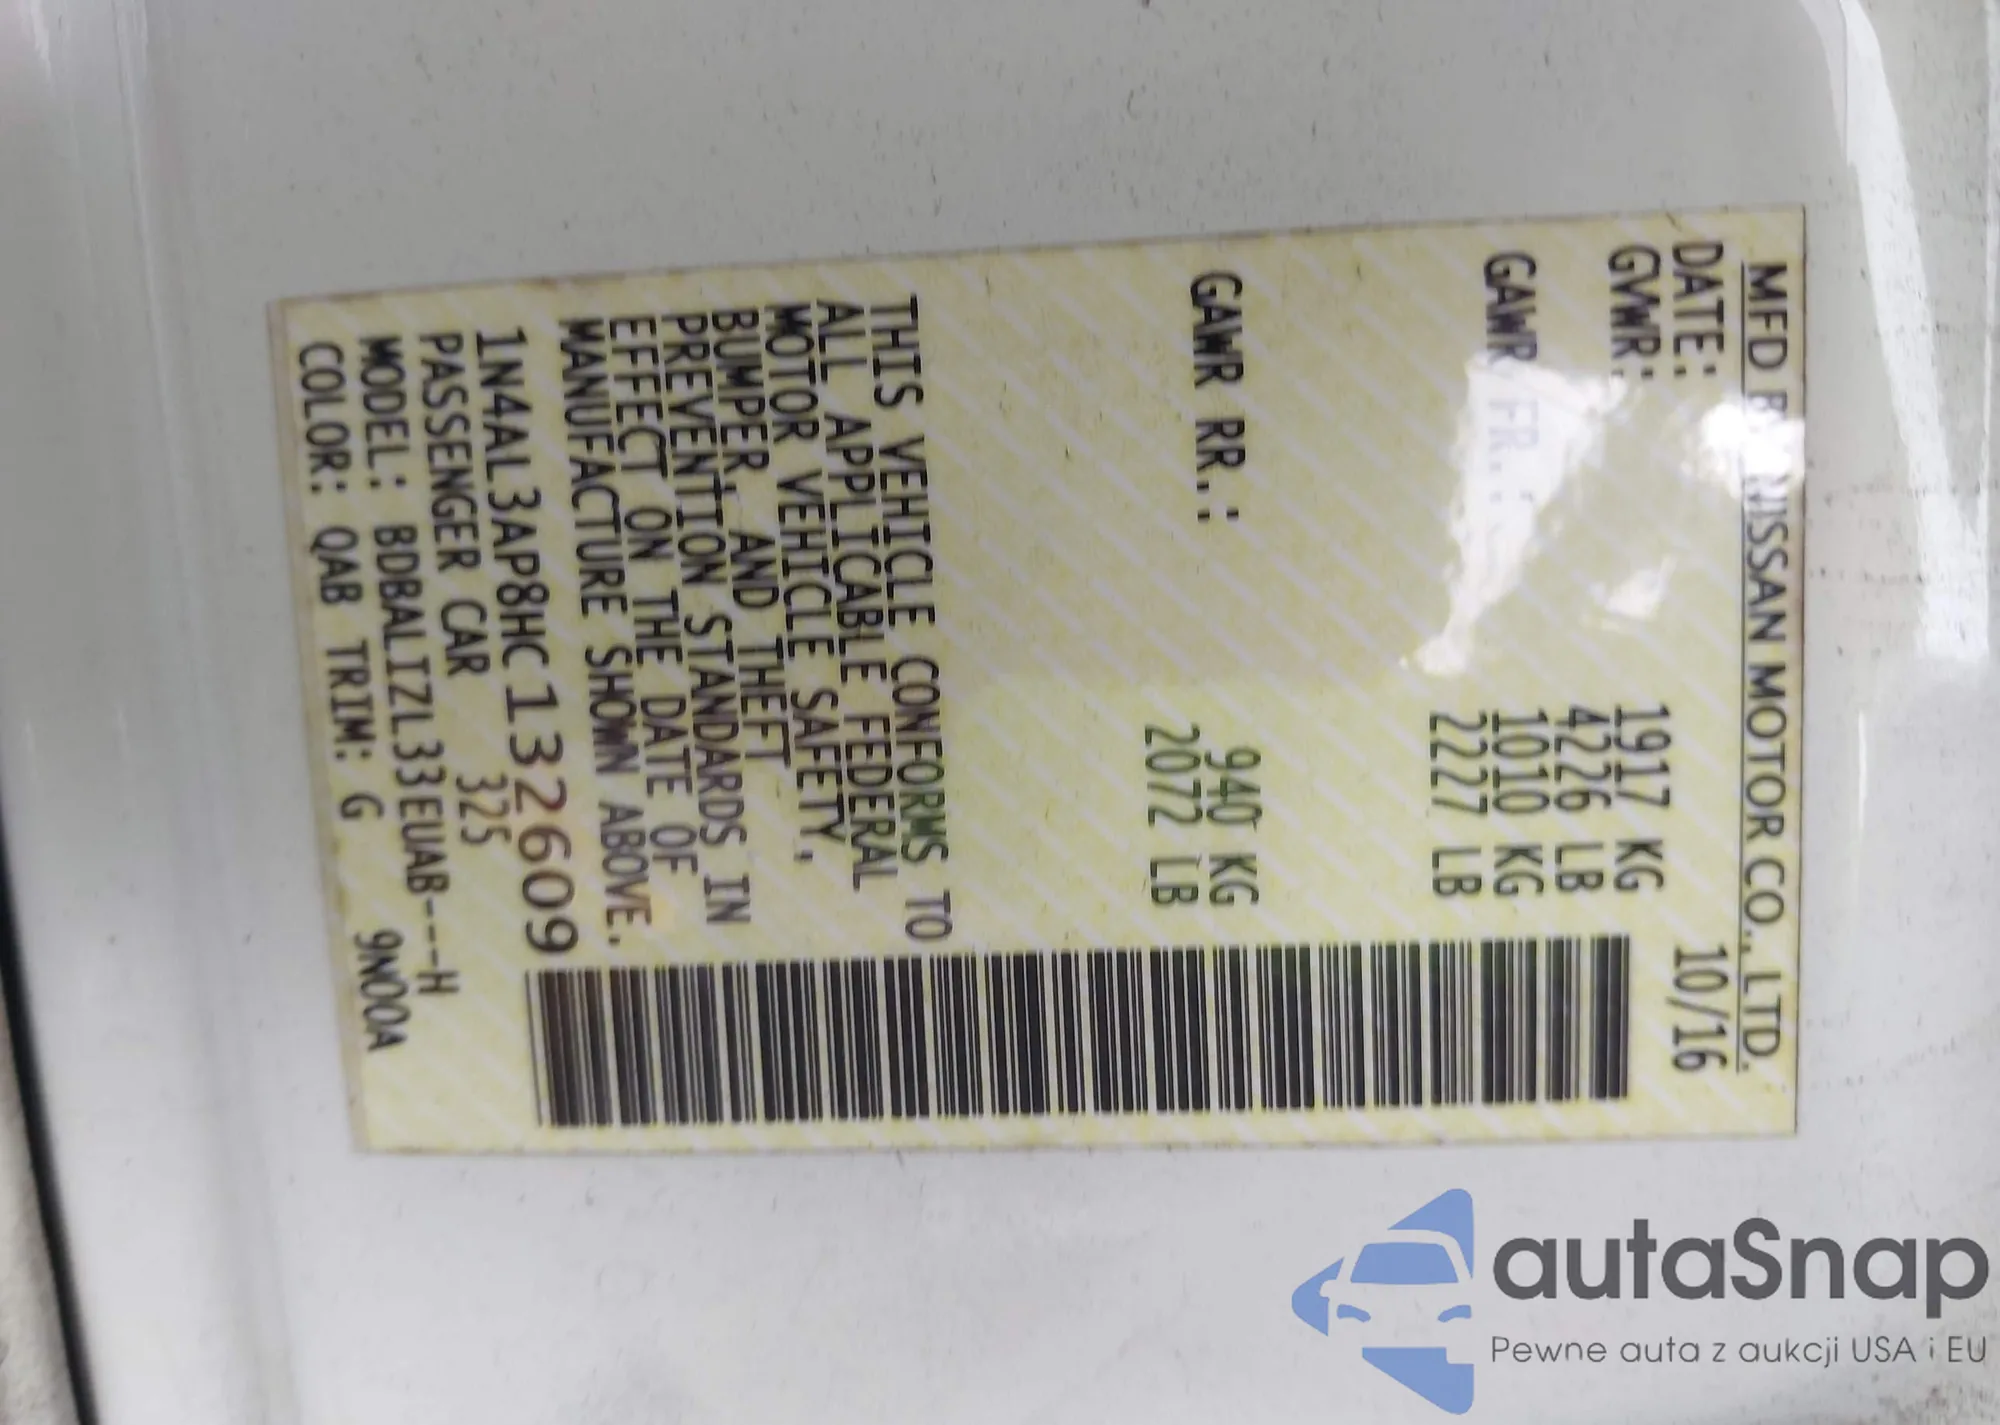 MFD BY NISSAN MOTOR CO., LTD.
DATE: 10/16
GVWR: 1917 KG
4226 LB
GAWR FR.: 1010 KG
2227 LB
GAWR RR.: 940 KG
2072 LB
THIS VEHICLE CONFORMS TO
ALL APPLICABLE FEDERAL
MOTOR VEHICLE SAFETY,
BUMPER, AND THEFT
PREVENTION STANDARDS IN
EFFECT ON THE DATE OF
MANUFACTURE SHOWN ABOVE.
1N4AL3AP8HC132609
PASSENGER CAR 325
MODEL: BDBALIZL33EUAB---H
COLOR: QAB TRIM: G 9N00A
autaSnap
Pewne auta z aukcji USA i EU